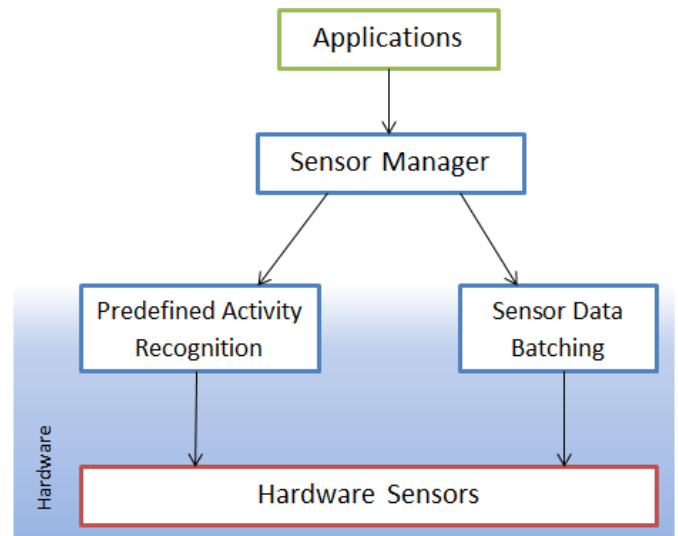 Applications
Sensor Manager
Predefined Activity
Recognition
Sensor Data
Batching
Hardware
Hardware Sensors